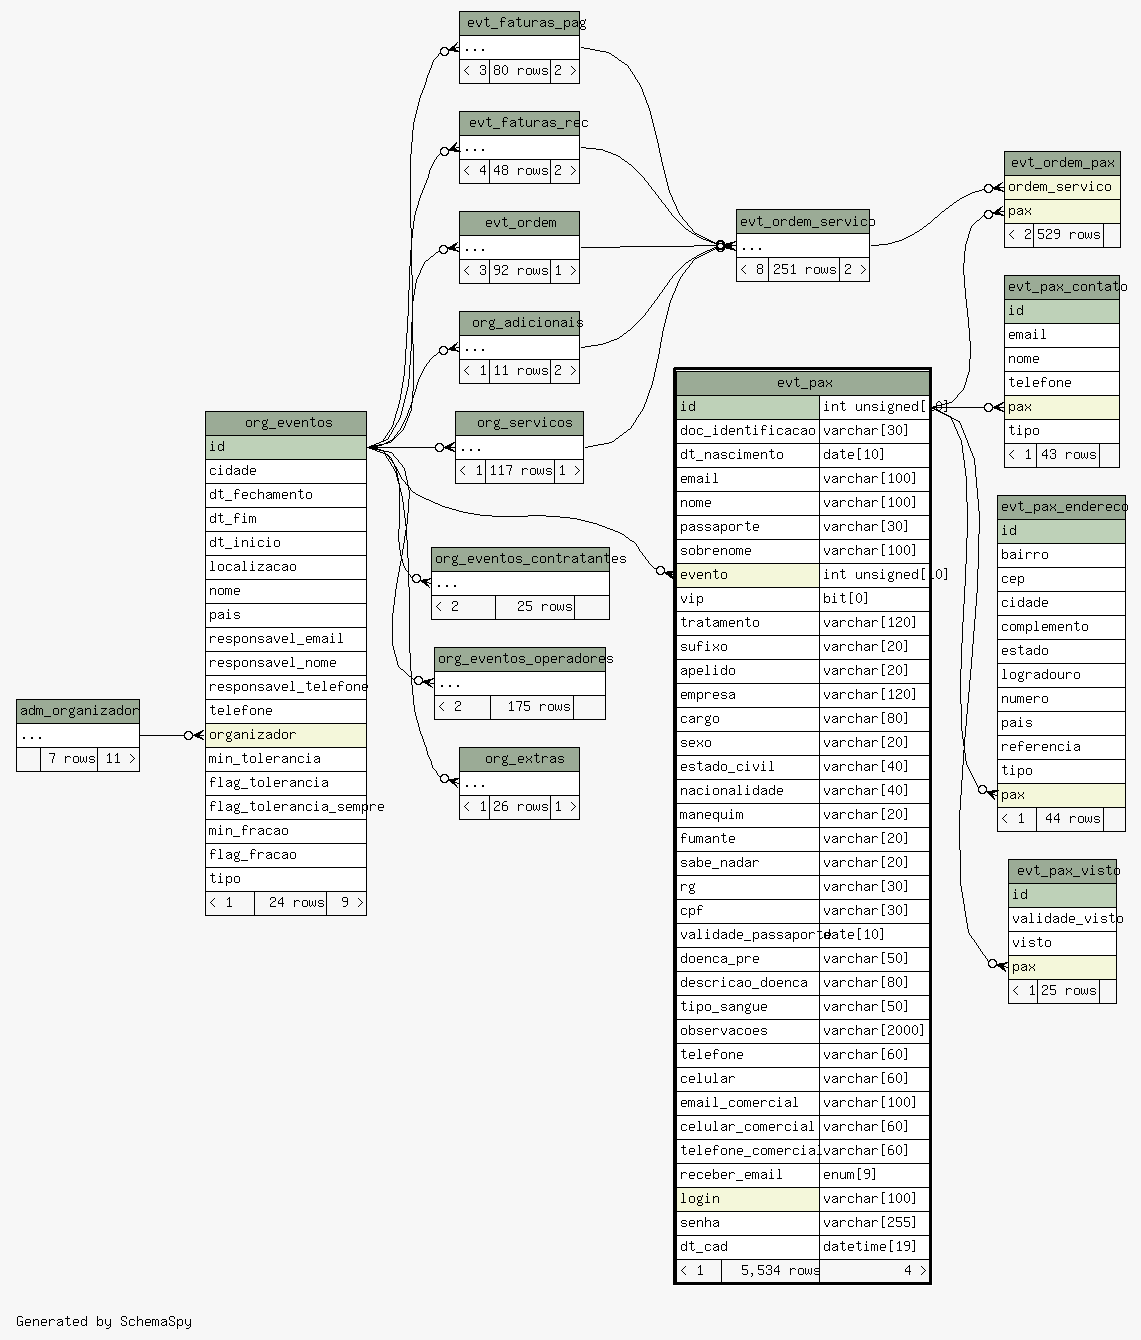 evt_faturas_pag
...
< 3 80 rows 2 >
evt_faturas_rec
...
< 4 48 rows 2 >
evt_ordem
...
< 3 92 rows 1 >
org_adicionais
...
< 1 11 rows 2 >
org_servicos
...
< 1 117 rows 1 >
org_eventos_contratantes
...
< 2 25 rows
org_eventos_operadores
...
< 2 175 rows
org_extras
...
< 1 26 rows 1 >
adm_organizador
...
7 rows 11 >
org_eventos
id
cidade
dt_fechamento
dt_fim
dt_inicio
localizacao
nome
pais
responsavel_email
responsavel_nome
responsavel_telefone
telefone
organizador
min_tolerancia
flag_tolerancia
flag_tolerancia_sempre
min_fracao
flag_fracao
tipo
< 1 24 rows 9 >
evt_ordem_servico
...
< 8 251 rows 2 >
evt_pax
id int unsigned[10]
doc_identificacao varchar[30]
dt_nascimento date[10]
email varchar[100]
nome varchar[100]
passaporte varchar[30]
sobrenome varchar[100]
evento int unsigned[10]
vip bit[0]
tratamento varchar[120]
sufixo varchar[20]
apelido varchar[20]
empresa varchar[120]
cargo varchar[80]
sexo varchar[20]
estado_civil varchar[40]
nacionalidade varchar[40]
manequim varchar[20]
fumante varchar[20]
sabe_nadar varchar[20]
rg varchar[30]
cpf varchar[30]
validade_passaporte date[10]
doenca_pre varchar[50]
descricao_doenca varchar[80]
tipo_sangue varchar[50]
observacoes varchar[2000]
telefone varchar[60]
celular varchar[60]
email_comercial varchar[100]
celular_comercial varchar[60]
telefone_comercial varchar[60]
receber_email enum[9]
login varchar[100]
senha varchar[255]
dt_cad datetime[19]
< 1 5,534 rows 4 >
evt_ordem_pax
ordem_servico
pax
< 2 529 rows
evt_pax_contato
id
email
nome
telefone
pax
tipo
< 1 43 rows
evt_pax_endereco
id
bairro
cep
cidade
complemento
estado
logradouro
numero
pais
referencia
tipo
pax
< 1 44 rows
evt_pax_visto
id
validade_visto
visto
pax
< 1 25 rows
Generated by SchemaSpy